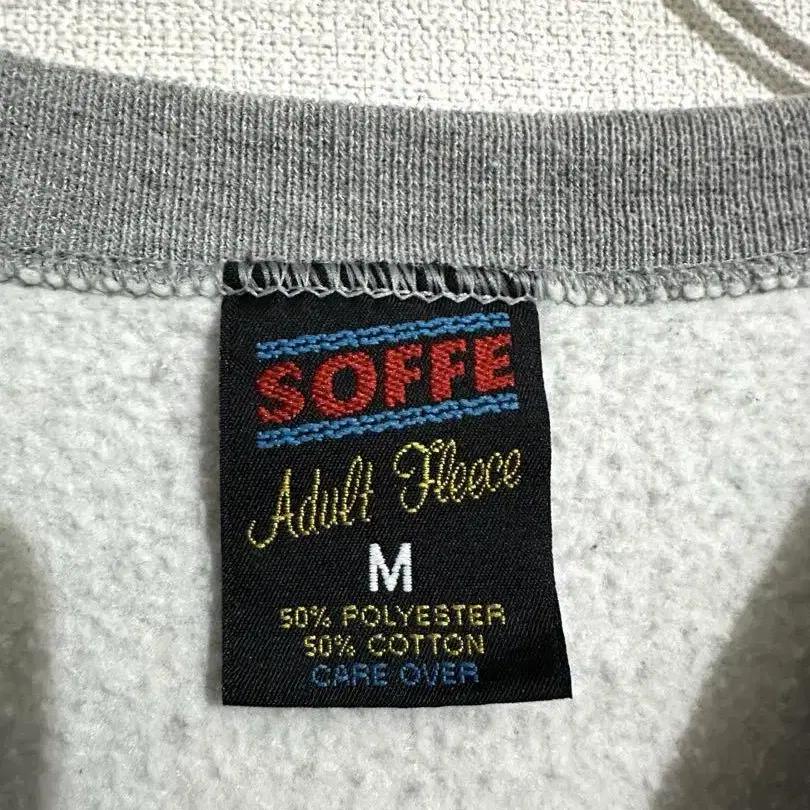 SOFFE
Adult Fleece
M
50% POLYESTER
50% COTTON
CARE OVER